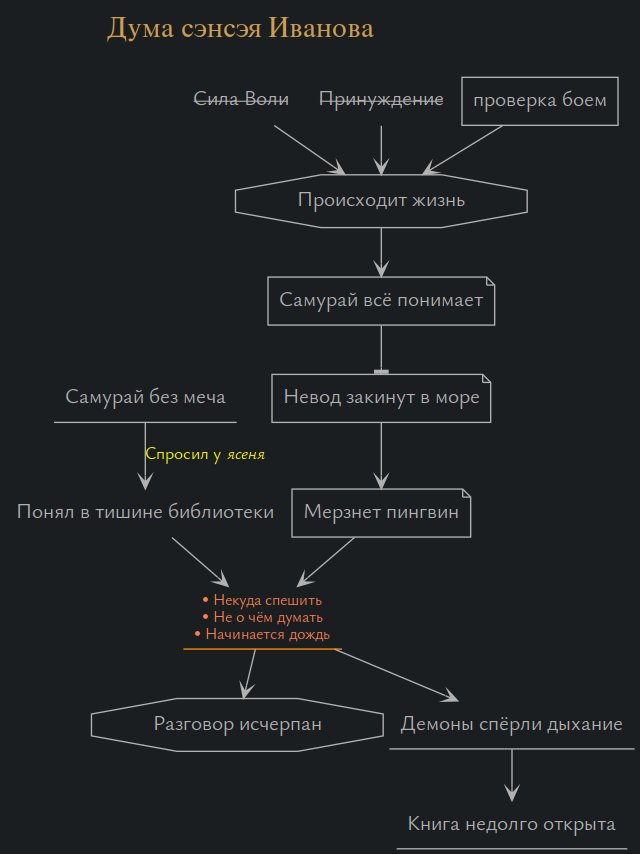 Дума сэнсэя Иванова
Сила Воли
Принуждение
проверка боем
Происходит жизнь
Самурай всё понимает
Самурай без меча
Невод закинут в море
Спросил у ясеня
Понял в тишине библиотеки
Мерзнет пингвин
• Некуда спешить
• Не о чём думать
• Начинается дождь
Разговор исчерпан
Демоны спёрли дыхание
Книга недолго открыта